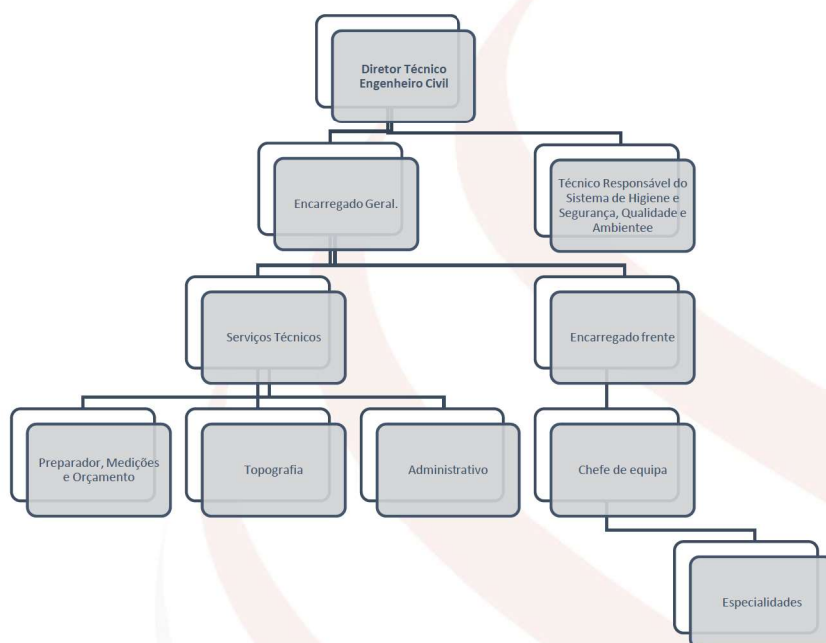 Diretor Técnico
Engenheiro Civil
Encarregado Geral.
Técnico Responsável do
Sistema de Higiene e
Segurança, Qualidade e
Ambientee
Serviços Técnicos
Encarregado frente
Preparador, Medições
e Orçamento
Topografia
Administrativo
Chefe de equipa
Especialidades